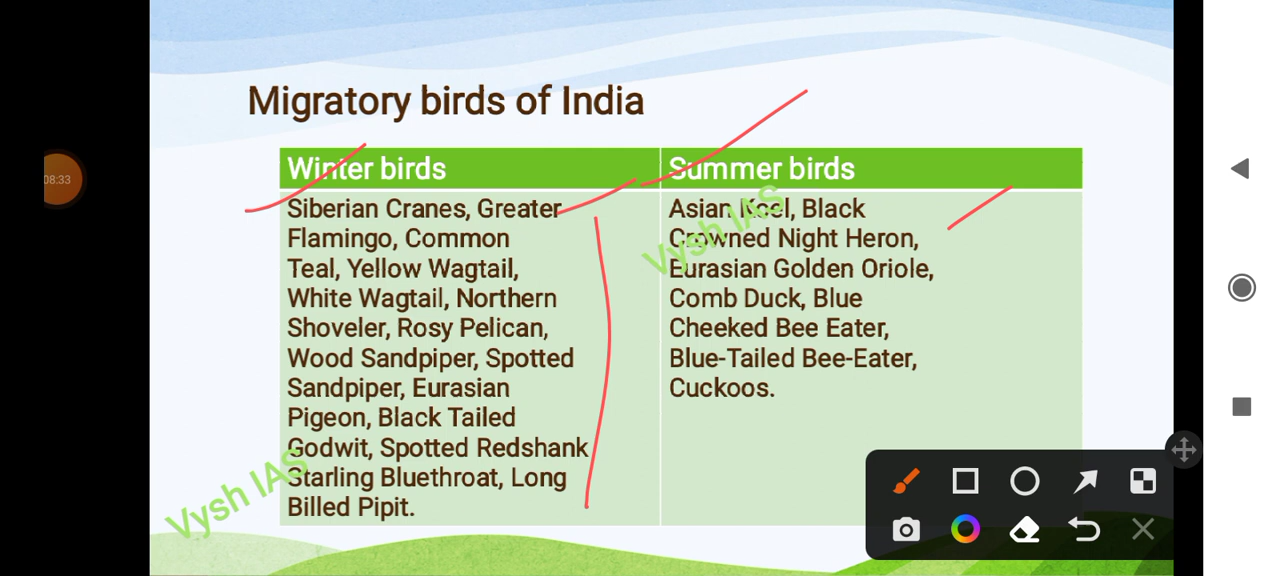 08:33
Migratory birds of India
Winter birds
Siberian Cranes, Greater
Flamingo, Common
Teal, Yellow Wagtail,
White Wagtail, Northern
Shoveler, Rosy Pelican,
Wood Sandpiper, Spotted
Sandpiper, Eurasian
Pigeon, Black Tailed
Godwit, Spotted Redshank
Starling Bluethroat, Long
Billed Pipit.
Summer birds
Asian Koel, Black
Crowned Night Heron,
Eurasian Golden Oriole,
Comb Duck, Blue
Cheeked Bee Eater,
Blue-Tailed Bee-Eater,
Cuckoos.
Vysh IAS
Vysh IAS